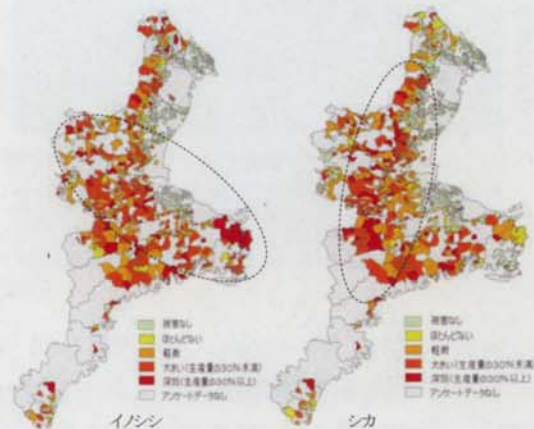 被害なし
ほとんどない
軽微
大きい(生産量の30%未満)
深刻(生産量の30%以上)
アンケートデータなし
イノシシ
被害なし
ほとんどない
軽微
大きい(生産量の30%未満)
深刻(生産量の30%以上)
アンケートデータなし
シカ